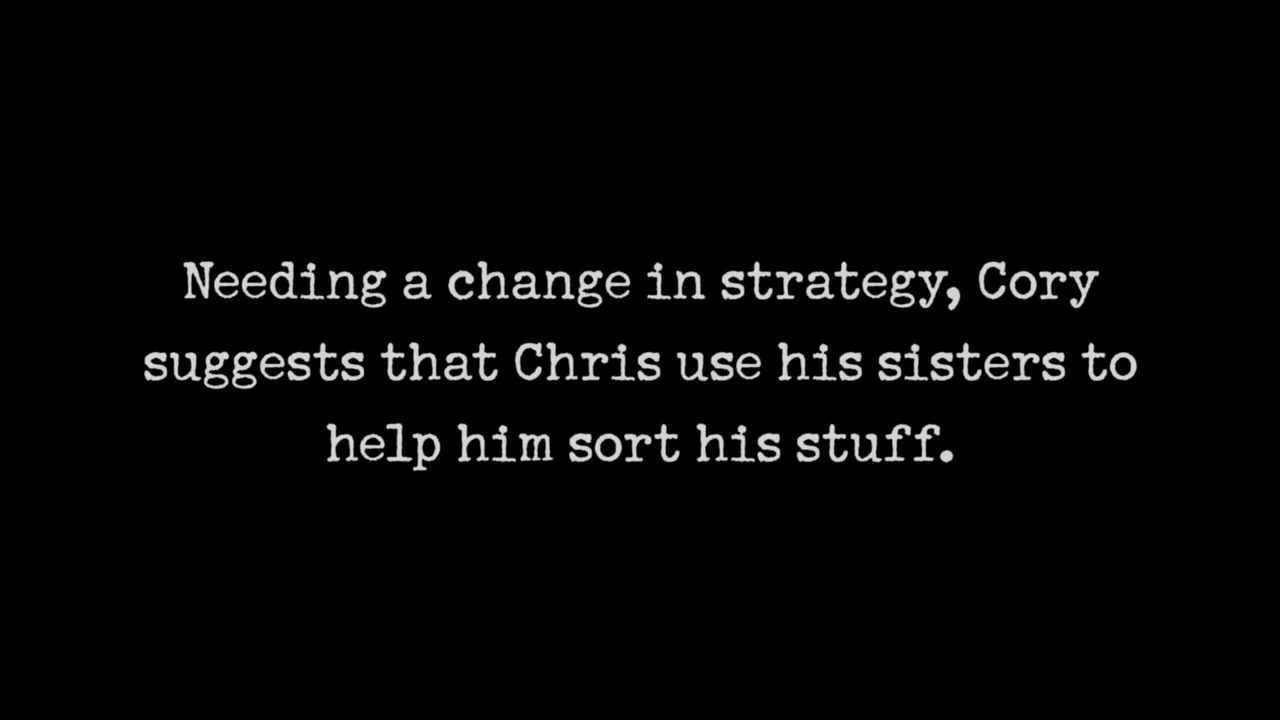 Needing a change in strategy, Cory
suggests that Chris use his sisters to
help him sort his stuff.